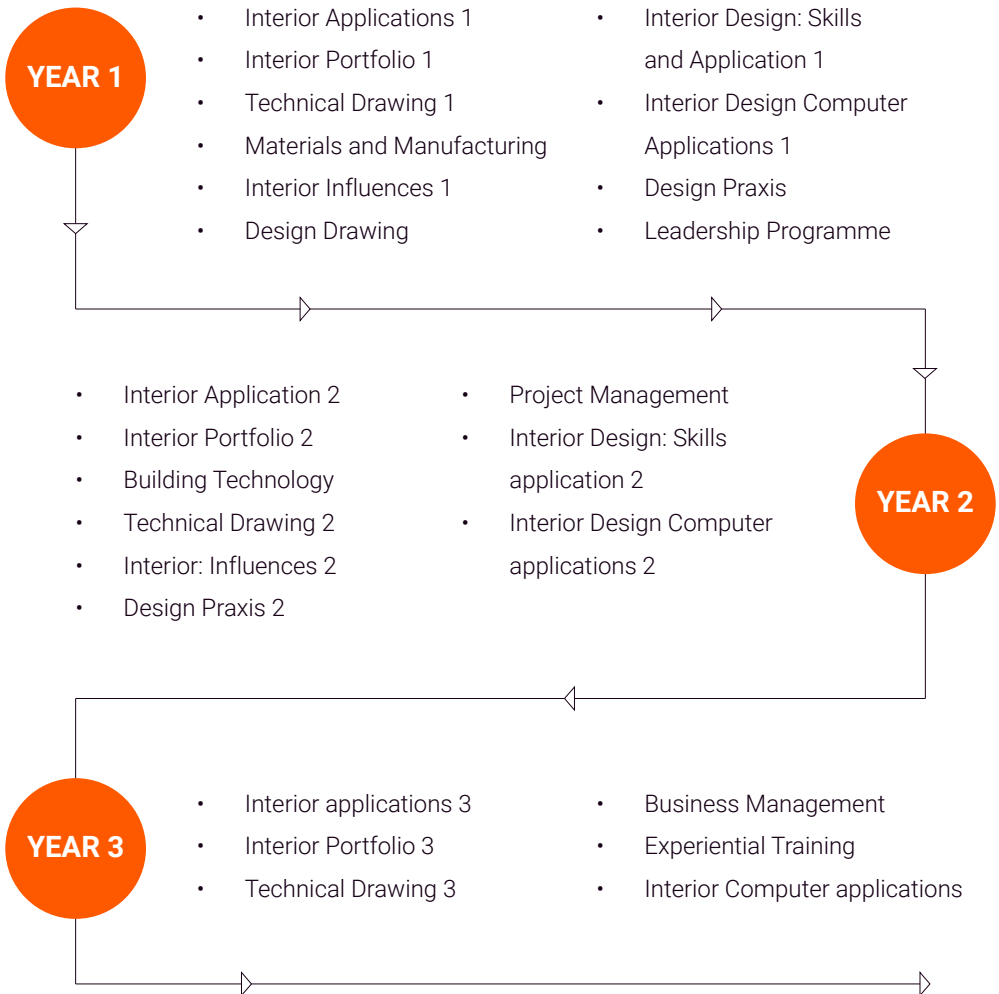 YEAR 1
• Interior Applications 1
• Interior Portfolio 1
• Technical Drawing 1
• Materials and Manufacturing
• Interior Influences 1
• Design Drawing
• Interior Design: Skills
and Application 1
• Interior Design Computer
Applications 1
• Design Praxis
• Leadership Programme
• Interior Application 2
• Interior Portfolio 2
• Building Technology
• Technical Drawing 2
• Interior: Influences 2
• Design Praxis 2
• Project Management
• Interior Design: Skills
application 2
• Interior Design Computer
applications 2
YEAR 2
YEAR 3
• Interior applications 3
• Interior Portfolio 3
• Technical Drawing 3
• Business Management
• Experiential Training
• Interior Computer applications